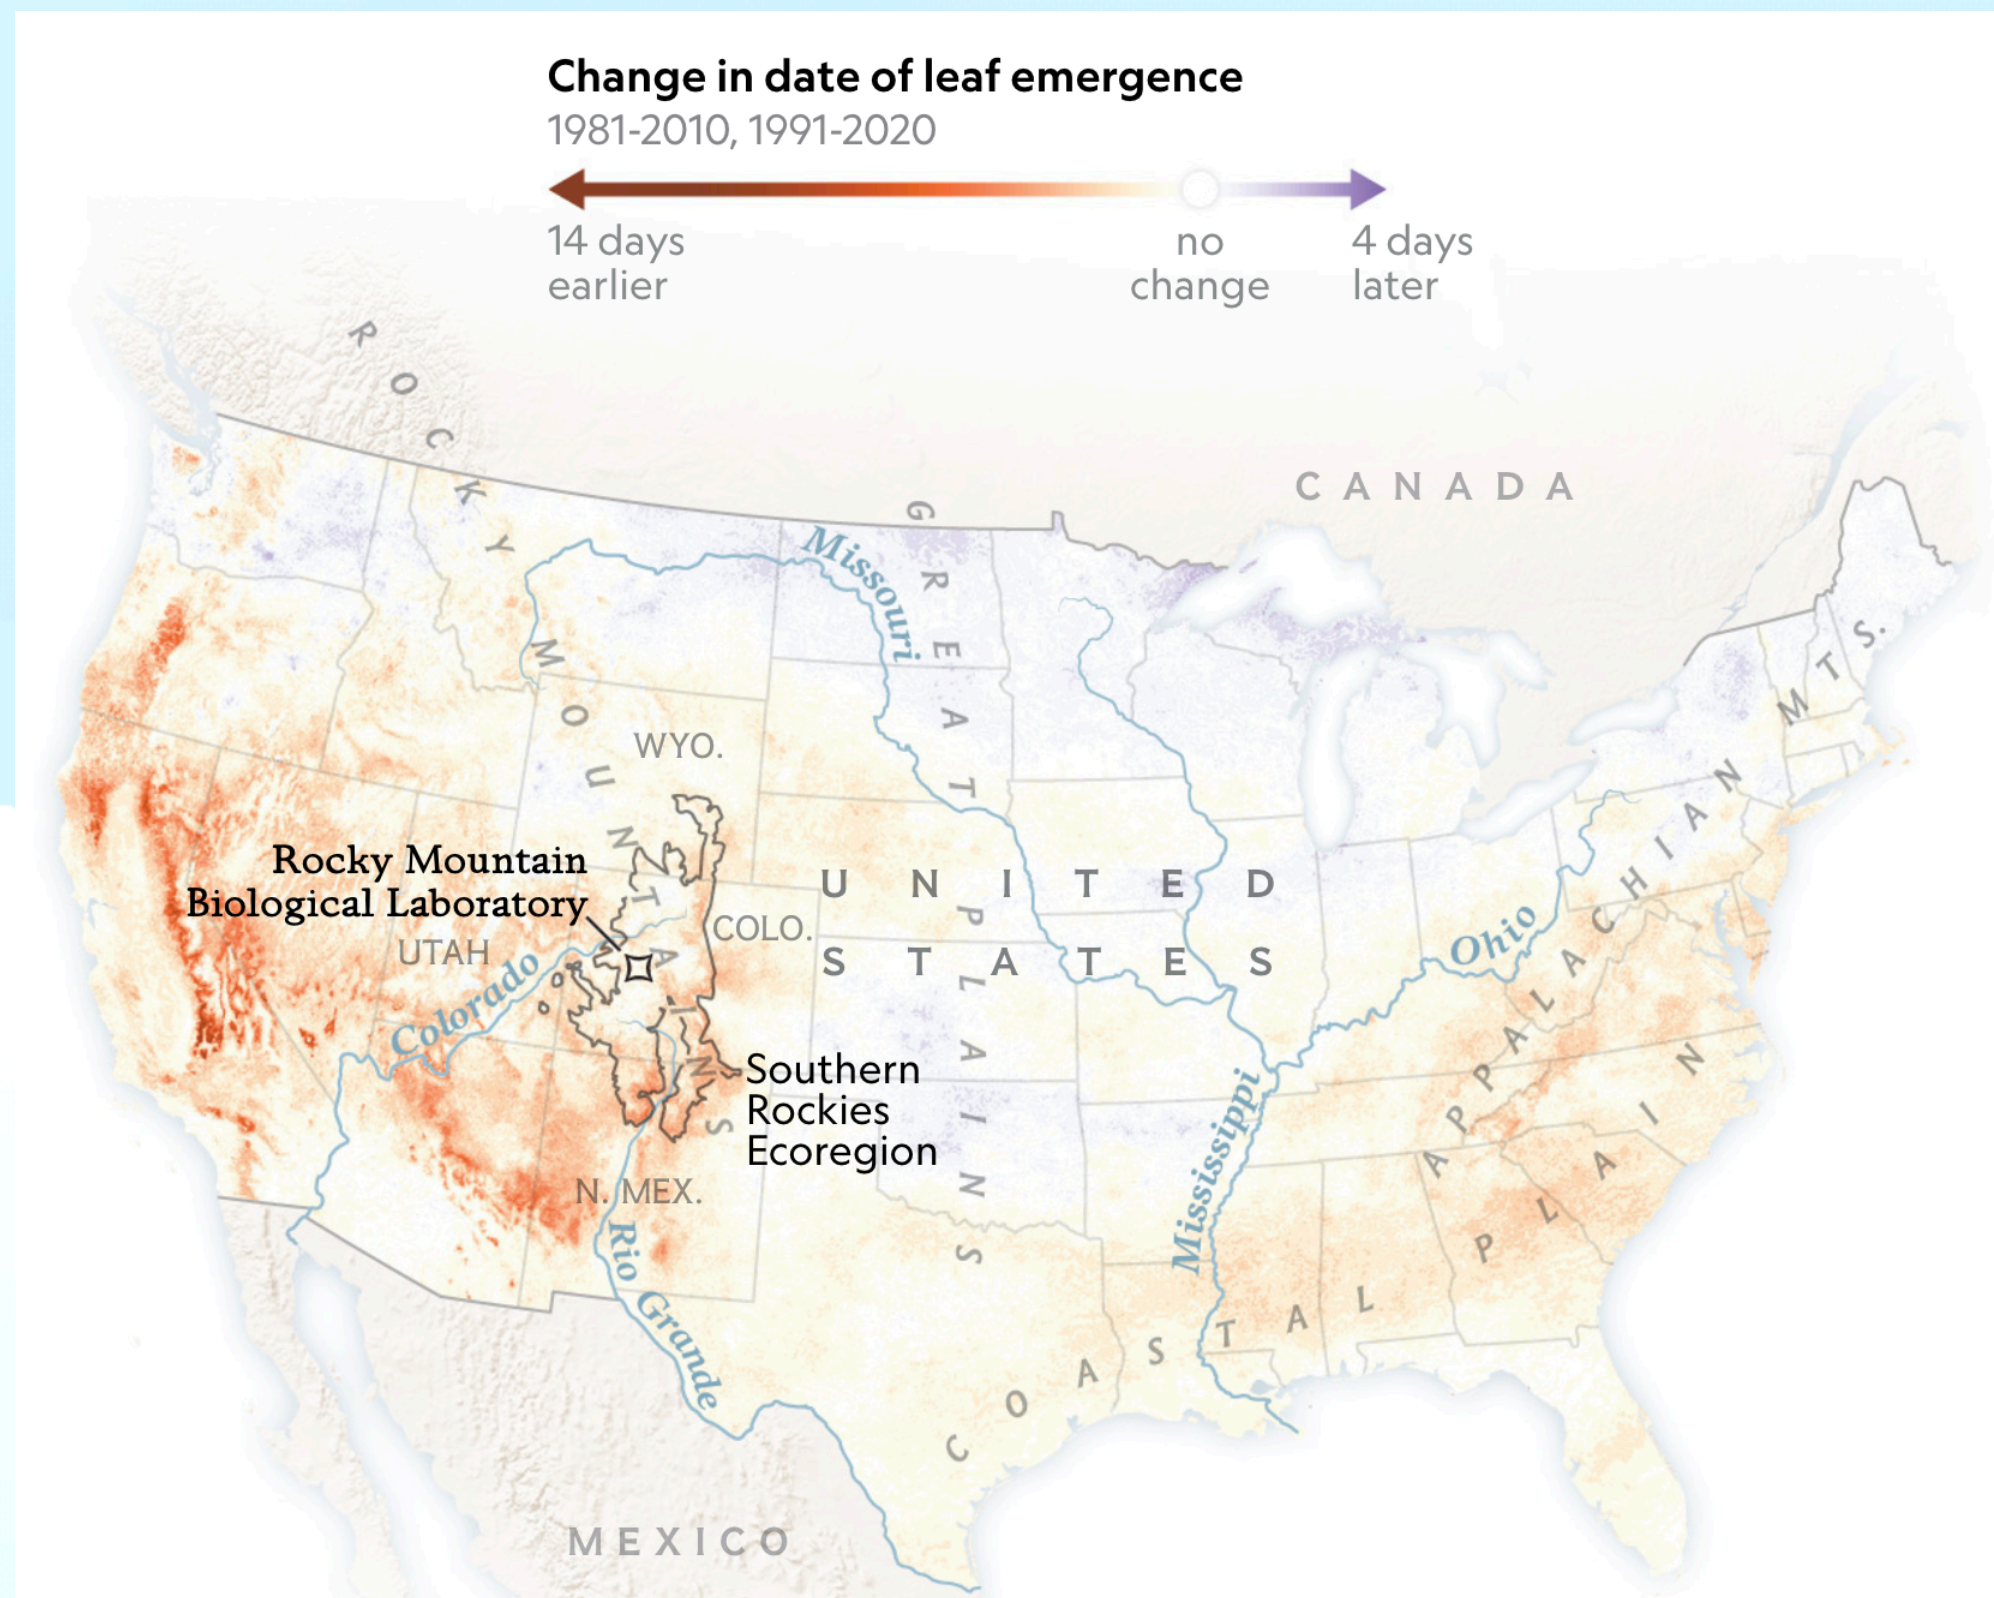 Change in date of leaf emergence
1981-2010, 1991-2020
14 days
earlier
no
change
4 days
later
CANADA
ROCKY MOUNTAINS
GREAT PLAINS
Missouri
WYO.
Rocky Mountain
Biological Laboratory
UTAH
COLO.
Colorado
UNITED
STATES
Ohio
APPALACHIAN MTS.
Southern
Rockies
Ecoregion
N. MEX.
Mississippi
Rio Grande
COASTAL PLAIN
MEXICO